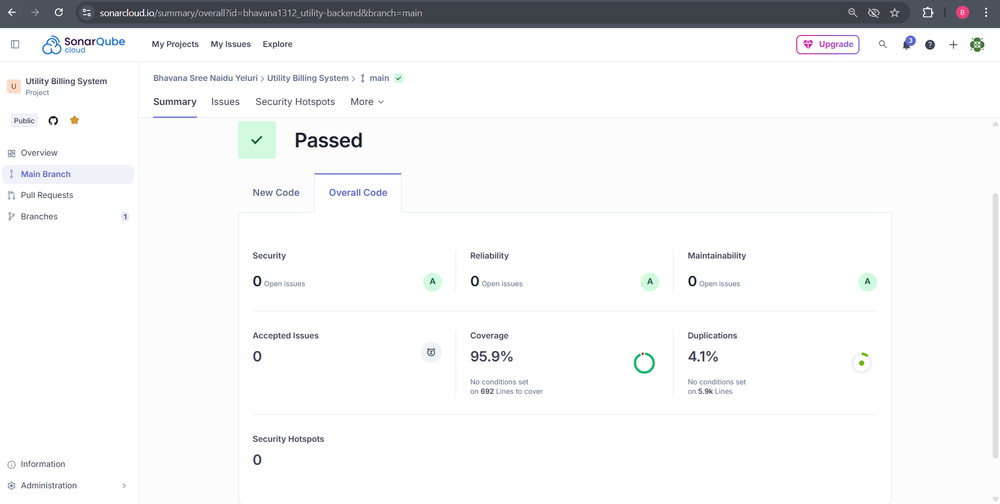 sonarcloud.io/summary/overall?id=bhavana1312_utility-backend&branch=main
B
SonarQube cloud
My Projects
My Issues
Explore
Upgrade
3
U
Utility Billing System
Project
Public
Overview
Main Branch
Pull Requests
Branches
1
Information
Administration
Bhavana Sree Naidu Yeluri > Utility Billing System > main
Summary
Issues
Security Hotspots
More
Passed
New Code
Overall Code
Security
0 Open issues
A
Reliability
0 Open issues
A
Maintainability
0 Open issues
A
Accepted Issues
0
Coverage
95.9%
No conditions set
on 692 Lines to cover
Duplications
4.1%
No conditions set
on 5.9k Lines
Security Hotspots
0